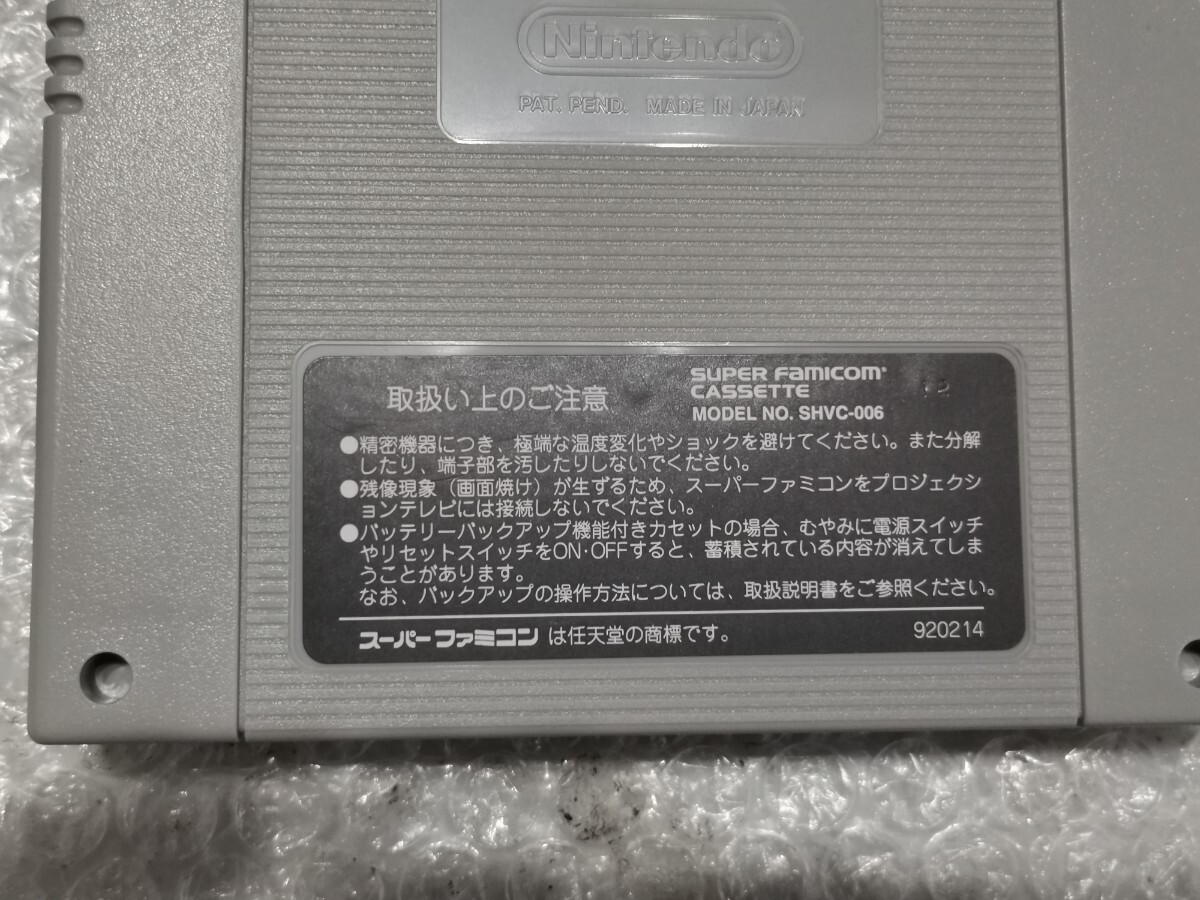 Nintendo
PAT. PEND. MADE IN JAPAN
取扱い上のご注意
SUPER FAMICOM
CASSETTE
MODEL NO. SHVC-006
●精密機器につき、極端な温度変化やショックを避けてください。また分解
したり、端子部を汚したりしないでください。
●残像現象（画面焼け）が生ずるため、スーパーファミコンをプロジェクシ
ョンテレビには接続しないでください。
●バッテリーバックアップ機能付きカセットの場合、むやみに電源スイッチ
やリセットスイッチをON·OFFすると、蓄積されている内容が消えてしま
うことがあります。
なお、バックアップの操作方法については、取扱説明書をご参照ください。
スーパーファミコン は任天堂の商標です。
920214